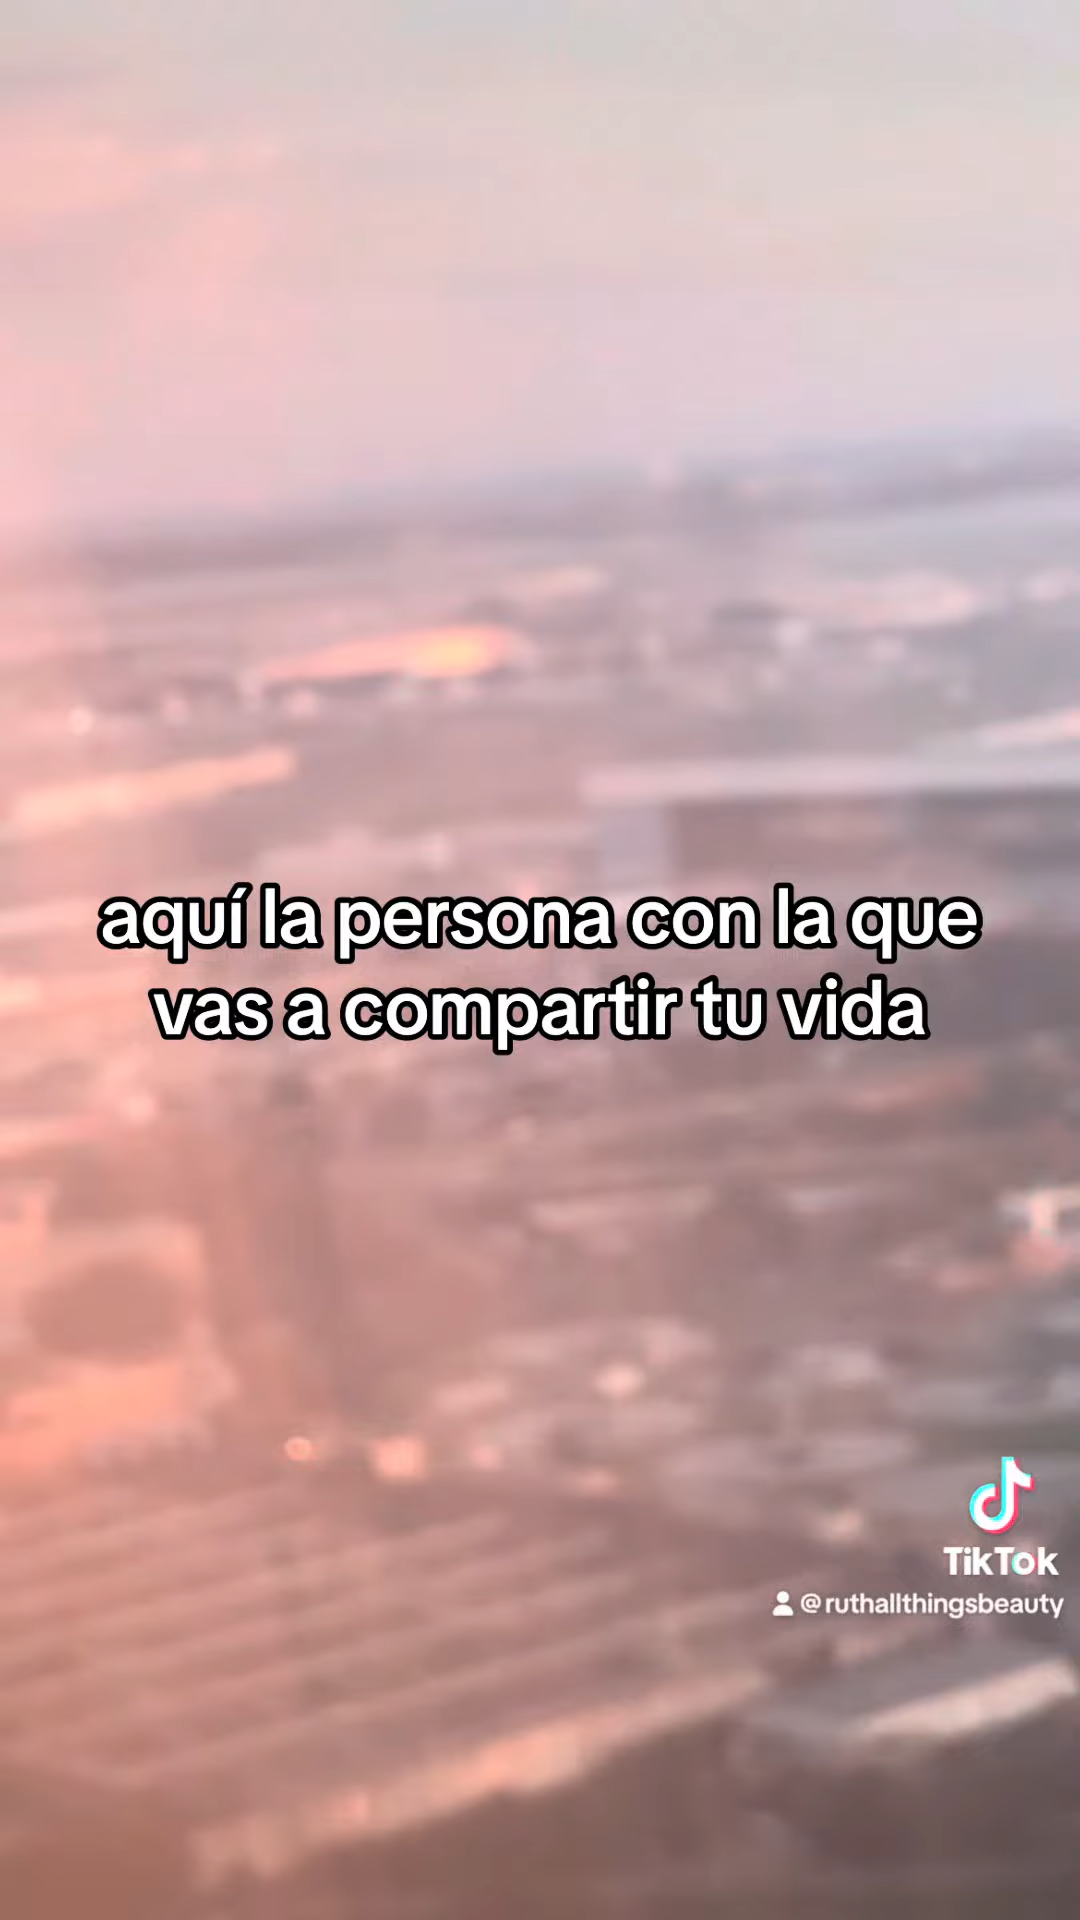 aquí la persona con la que
vas a compartir tu vida
TikTok
@ruthallthingsbeauty